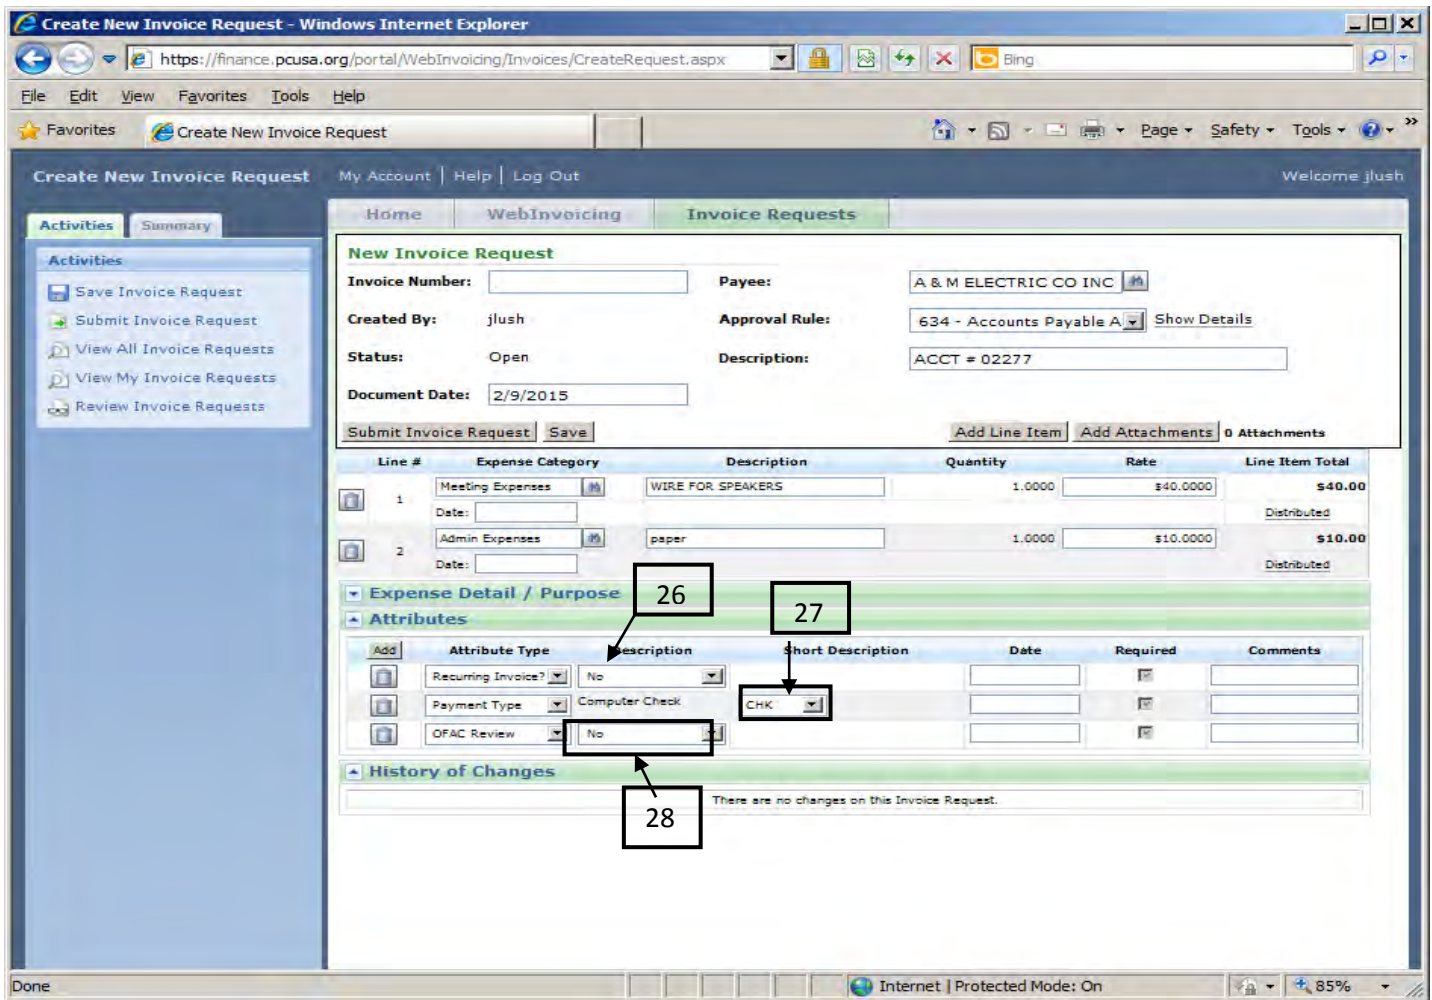 Create New Invoice Request - Windows Internet Explorer
https://finance.pcusa.org/portal/WebInvoicing/Invoices/CreateRequest.aspx
Bing
File Edit View Favorites Tools Help
Favorites Create New Invoice Request Page Safety Tools »
Create New Invoice Request My Account | Help | Log Out Welcome jlush
Activities Summary Home WebInvoicing Invoice Requests
Activities
Save Invoice Request
Submit Invoice Request
View All Invoice Requests
View My Invoice Requests
Review Invoice Requests
New Invoice Request
Invoice Number: Payee: A & M ELECTRIC CO INC
Created By: jlush Approval Rule: 634 - Accounts Payable A Show Details
Status: Open Description: ACCT # 02277
Document Date: 2/9/2015
Submit Invoice Request Save Add Line Item Add Attachments 0 Attachments
Line # Expense Category Description Quantity Rate Line Item Total
1 Meeting Expenses WIRE FOR SPEAKERS 1.0000 $40.0000 $40.00
Date: Distributed
2 Admin Expenses paper 1.0000 $10.0000 $10.00
Date: Distributed
Expense Detail / Purpose
26
27
Attributes
Add Attribute Type Description Short Description Date Required Comments
Recurring Invoice? No
Payment Type Computer Check CHK
OFAC Review No
History of Changes
There are no changes on this Invoice Request.
28
Done Internet | Protected Mode: On 85%